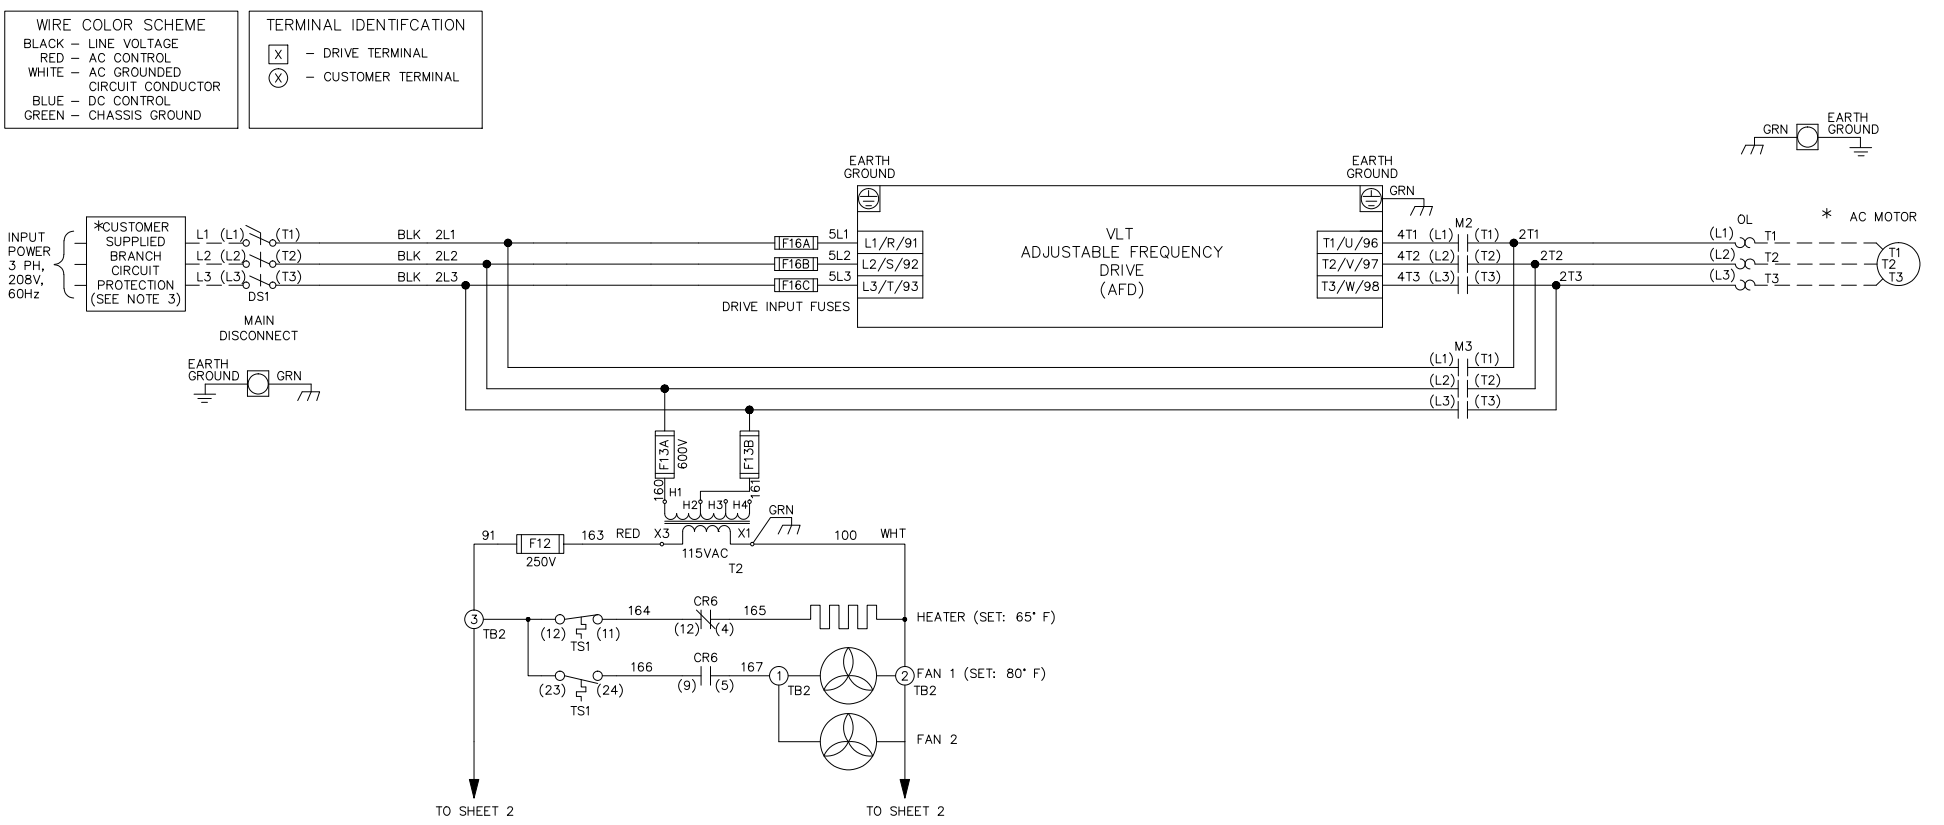 WIRE COLOR SCHEME
BLACK – LINE VOLTAGE
RED – AC CONTROL
WHITE – AC GROUNDED
CIRCUIT CONDUCTOR
BLUE – DC CONTROL
GREEN – CHASSIS GROUND
TERMINAL IDENTIFCATION
X – DRIVE TERMINAL
X – CUSTOMER TERMINAL
GRN
EARTH
GROUND
EARTH
GROUND
EARTH
GROUND
GRN
INPUT
POWER
3 PH,
208V,
60Hz
*CUSTOMER
SUPPLIED
BRANCH
CIRCUIT
PROTECTION
(SEE NOTE 3)
L1 (L1) (T1)
L2 (L2) (T2)
L3 (L3) (T3)
DS1
MAIN
DISCONNECT
BLK 2L1
BLK 2L2
BLK 2L3
F16A 5L1
F16B 5L2
F16C 5L3
DRIVE INPUT FUSES
L1/R/91
L2/S/92
L3/T/93
VLT
ADJUSTABLE FREQUENCY
DRIVE
(AFD)
T1/U/96
T2/V/97
T3/W/98
M2
4T1 (L1) (T1) 2T1
4T2 (L2) (T2) 2T2
4T3 (L3) (T3) 2T3
OL
(L1) T1
(L2) T2
(L3) T3
* AC MOTOR
T1
T2
T3
EARTH
GROUND
GRN
M3
(L1) (T1)
(L2) (T2)
(L3) (T3)
F13A
600V
F13B
160
161
H1
H2 H3 H4
GRN
91
F12
250V
163 RED X3
115VAC
X1
T2
100 WHT
3
TB2
(12) (11)
TS1
164
CR6
(12) (4)
165
HEATER (SET: 65° F)
(23) (24)
TS1
166
CR6
(9) (5)
167
1
TB2
2
TB2
FAN 1 (SET: 80° F)
FAN 2
TO SHEET 2
TO SHEET 2